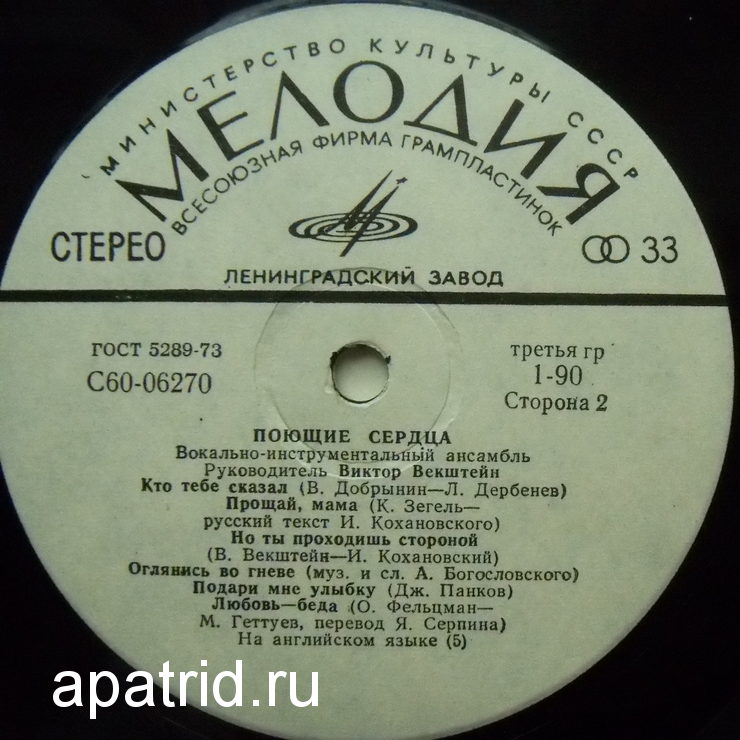 МИНИСТЕРСТВО КУЛЬТУРЫ СССР
МЕЛОДИЯ
ВСЕСОЮЗНАЯ ФИРМА ГРАМПЛАСТИНОК
СТЕРЕО
33
ЛЕНИНГРАДСКИЙ ЗАВОД
ГОСТ 5289-73
третья гр
С60-06270
1-90
Сторона 2
ПОЮЩИЕ СЕРДЦА
Вокально-инструментальный ансамбль
Руководитель Виктор Векштейн
Кто тебе сказал (В. Добрынин—Л. Дербенев)
Прощай, мама (К. Зегель—
русский текст И. Кохановского)
Но ты проходишь стороной
(В. Векштейн—И. Кохановский)
Оглянись во гневе (муз. и сл. А. Богословского)
Подари мне улыбку (Дж. Панков)
Любовь—беда (О. Фельцман—
М. Геттуев, перевод Я. Серпина)
На английском языке (5)
apatrid.ru